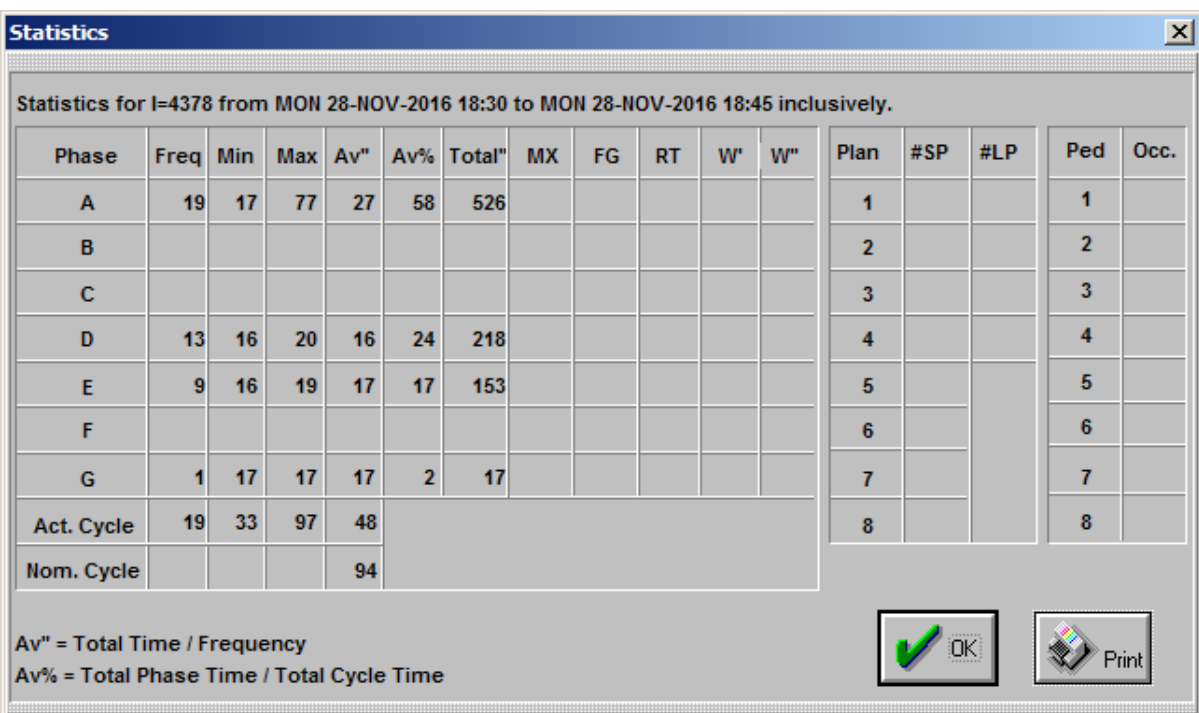 Statistics
Statistics for I=4378 from MON 28-NOV-2016 18:30 to MON 28-NOV-2016 18:45 inclusively.
Phase Freq Min Max Av" Av% Total" MX FG RT W' W" Plan #SP #LP Ped Occ.
A 19 17 77 27 58 526 1 1
B 2 2
C 3 3
D 13 16 20 16 24 218 4 4
E 9 16 19 17 17 153 5 5
F 6 6
G 1 17 17 17 2 17 7 7
Act. Cycle 19 33 97 48 8 8
Nom. Cycle 94
Av" = Total Time / Frequency
Av% = Total Phase Time / Total Cycle Time
OK Print